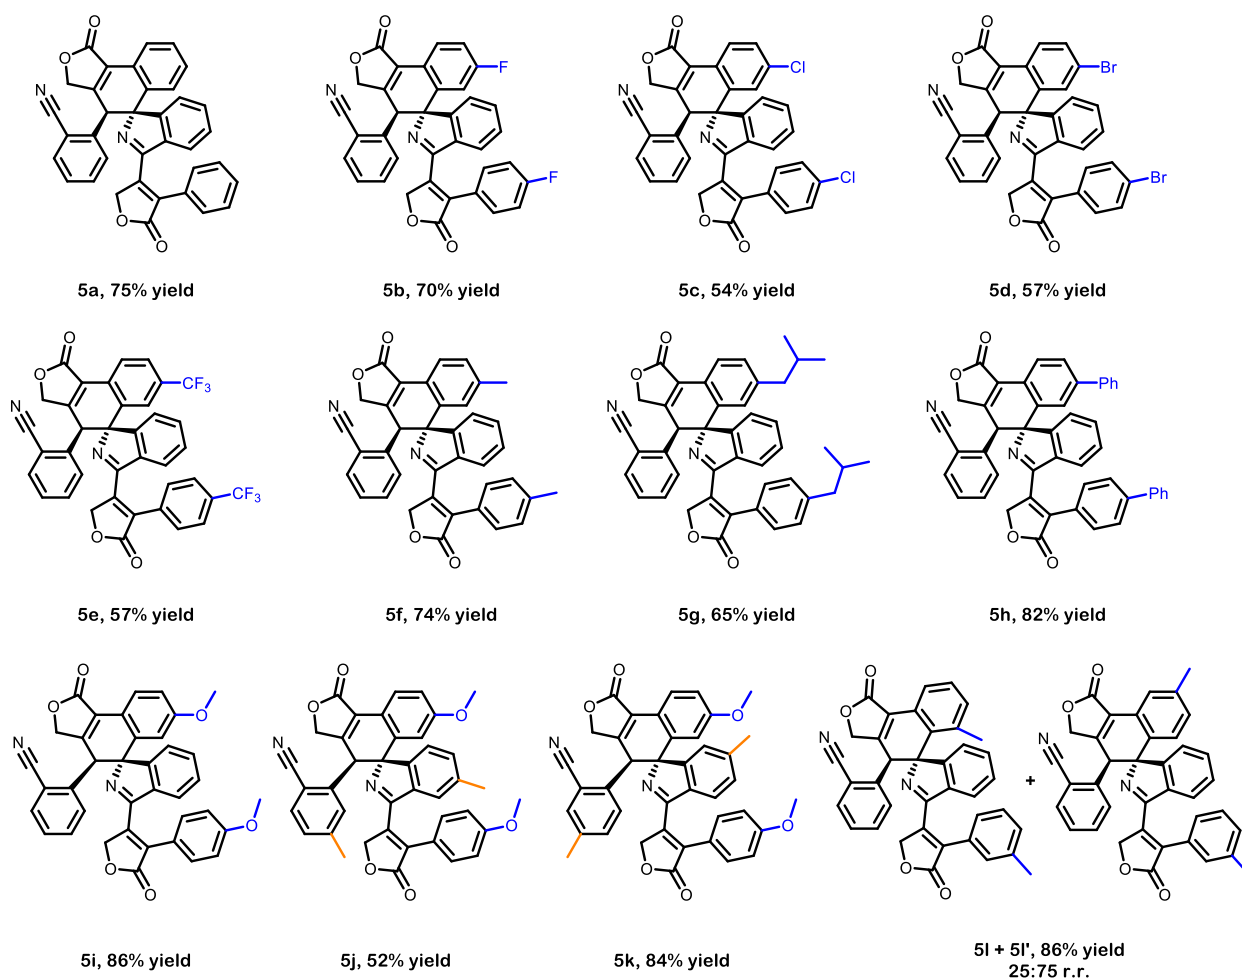 O
O
N
N
O
O
5a, 75% yield
O
O
F
N
N
F
O
O
5b, 70% yield
O
O
Cl
N
N
Cl
O
O
5c, 54% yield
O
O
Br
N
N
Br
O
O
5d, 57% yield
O
O
CF3
N
N
CF3
O
O
5e, 57% yield
O
O
N
N
O
O
5f, 74% yield
O
O
N
N
O
O
5g, 65% yield
O
O
Ph
N
N
Ph
O
O
5h, 82% yield
O
O
O
N
N
O
O
O
5i, 86% yield
O
O
O
N
N
O
O
O
5j, 52% yield
O
O
O
N
N
O
O
O
5k, 84% yield
O
O
N
N
O
O
+
O
O
N
N
O
O
5l + 5l', 86% yield
25:75 r.r.